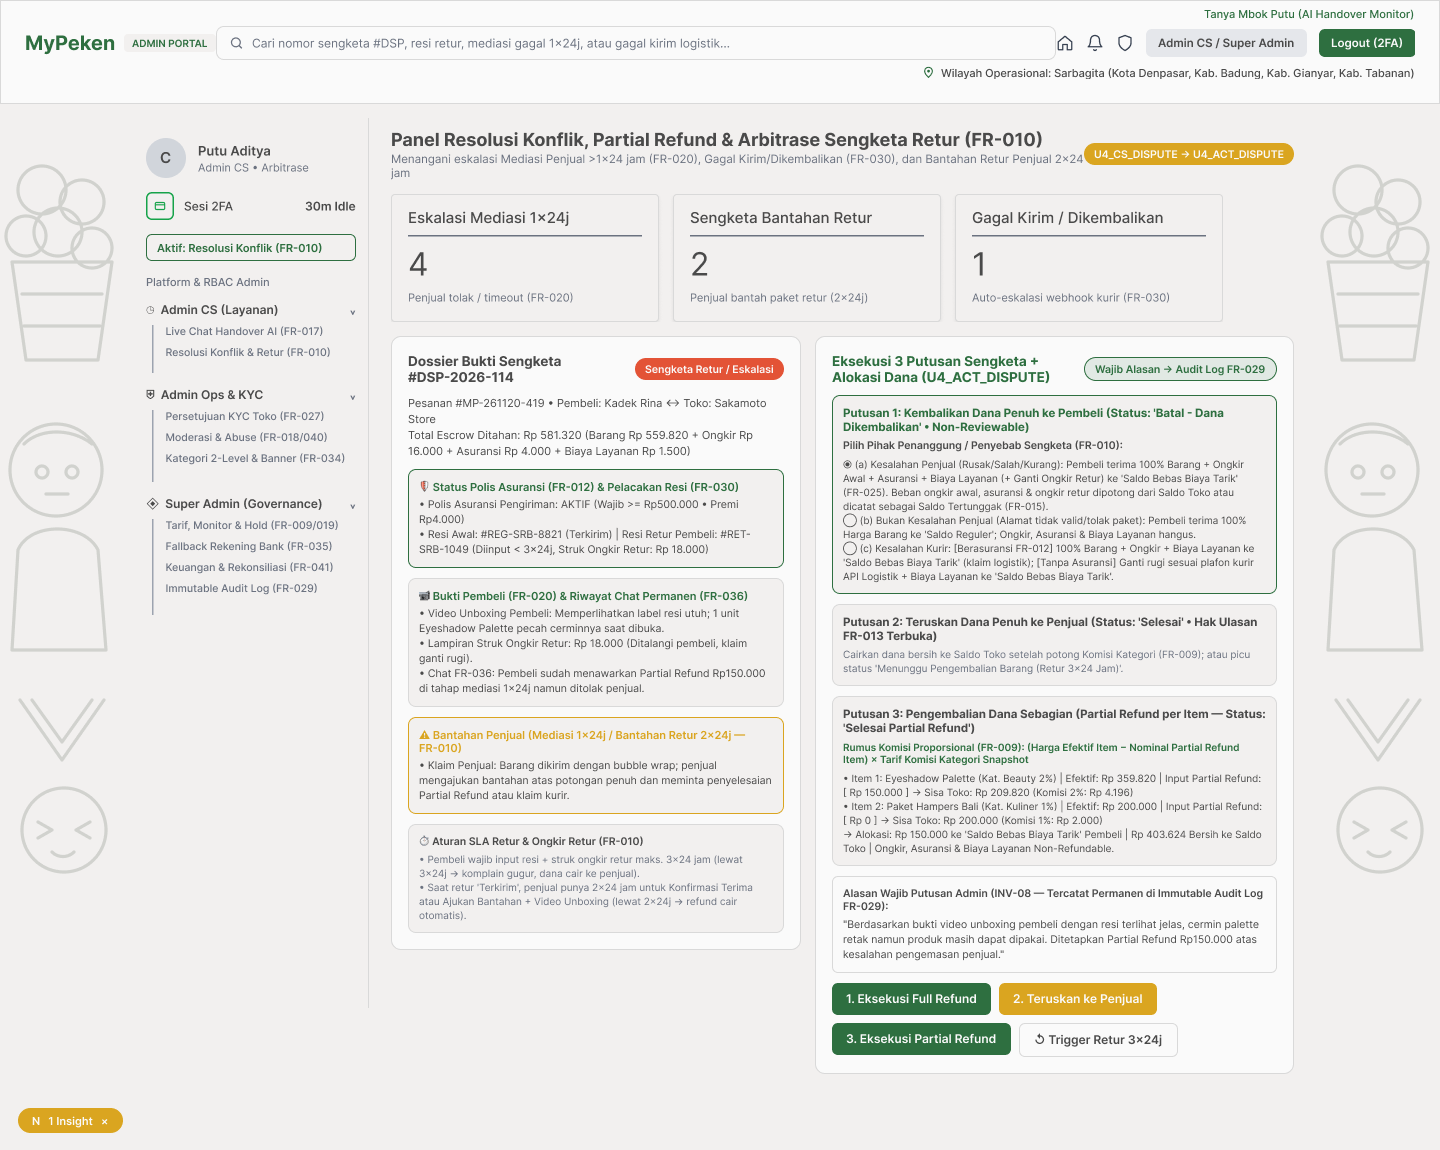 Tanya Mbok Putu (AI Handover Monitor)
MyPeken
ADMIN PORTAL
Cari nomor sengketa #DSP, resi retur, mediasi gagal 1×24j, atau gagal kirim logistik...
Admin CS / Super Admin
Logout (2FA)
Wilayah Operasional: Sarbagita (Kota Denpasar, Kab. Badung, Kab. Gianyar, Kab. Tabanan)
C
Putu Aditya
Admin CS • Arbitrase
Sesi 2FA
30m Idle
Aktif: Resolusi Konflik (FR-010)
Platform & RBAC Admin
Admin CS (Layanan)
Live Chat Handover AI (FR-017)
Resolusi Konflik & Retur (FR-010)
Admin Ops & KYC
Persetujuan KYC Toko (FR-027)
Moderasi & Abuse (FR-018/040)
Kategori 2-Level & Banner (FR-034)
Super Admin (Governance)
Tarif, Monitor & Hold (FR-009/019)
Fallback Rekening Bank (FR-035)
Keuangan & Rekonsiliasi (FR-041)
Immutable Audit Log (FR-029)
Panel Resolusi Konflik, Partial Refund & Arbitrase Sengketa Retur (FR-010)
Menangani eskalasi Mediasi Penjual >1×24 jam (FR-020), Gagal Kirim/Dikembalikan (FR-030), dan Bantahan Retur Penjual 2×24
jam
U4_CS_DISPUTE → U4_ACT_DISPUTE
Eskalasi Mediasi 1×24j
4
Penjual tolak / timeout (FR-020)
Sengketa Bantahan Retur
2
Penjual bantah paket retur (2×24j)
Gagal Kirim / Dikembalikan
1
Auto-eskalasi webhook kurir (FR-030)
Dossier Bukti Sengketa
#DSP-2026-114
Sengketa Retur / Eskalasi
Pesanan #MP-261120-419 • Pembeli: Kadek Rina ↔ Toko: Sakamoto
Store
Total Escrow Ditahan: Rp 581.320 (Barang Rp 559.820 + Ongkir Rp
16.000 + Asuransi Rp 4.000 + Biaya Layanan Rp 1.500)
Status Polis Asuransi (FR-012) & Pelacakan Resi (FR-030)
• Polis Asuransi Pengiriman: AKTIF (Wajib >= Rp500.000 • Premi
Rp4.000)
• Resi Awal: #REG-SRB-8821 (Terkirim) | Resi Retur Pembeli: #RET-
SRB-1049 (Diinput < 3×24j, Struk Ongkir Retur: Rp 18.000)
Bukti Pembeli (FR-020) & Riwayat Chat Permanen (FR-036)
• Video Unboxing Pembeli: Memperlihatkan label resi utuh; 1 unit
Eyeshadow Palette pecah cerminnya saat dibuka.
• Lampiran Struk Ongkir Retur: Rp 18.000 (Ditalangi pembeli, klaim
ganti rugi).
• Chat FR-036: Pembeli sudah menawarkan Partial Refund Rp150.000
di tahap mediasi 1×24j namun ditolak penjual.
⚠ Bantahan Penjual (Mediasi 1×24j / Bantahan Retur 2×24j —
FR-010)
• Klaim Penjual: Barang dikirim dengan bubble wrap; penjual
mengajukan bantahan atas potongan penuh dan meminta penyelesaian
Partial Refund atau klaim kurir.
⏱ Aturan SLA Retur & Ongkir Retur (FR-010)
• Pembeli wajib input resi + struk ongkir retur maks. 3×24 jam (lewat
3×24j → komplain gugur, dana cair ke penjual).
• Saat retur 'Terkirim', penjual punya 2×24 jam untuk Konfirmasi Terima
atau Ajukan Bantahan + Video Unboxing (lewat 2×24j → refund cair
otomatis).
Eksekusi 3 Putusan Sengketa +
Alokasi Dana (U4_ACT_DISPUTE)
Wajib Alasan → Audit Log FR-029
Putusan 1: Kembalikan Dana Penuh ke Pembeli (Status: 'Batal - Dana
Dikembalikan' • Non-Reviewable)
Pilih Pihak Penanggung / Penyebab Sengketa (FR-010):
◉ (a) Kesalahan Penjual (Rusak/Salah/Kurang): Pembeli terima 100% Barang + Ongkir
Awal + Asuransi + Biaya Layanan (+ Ganti Ongkir Retur) ke 'Saldo Bebas Biaya Tarik'
(FR-025). Beban ongkir awal, asuransi & ongkir retur dipotong dari Saldo Toko atau
dicatat sebagai Saldo Tertunggak (FR-015).
◯ (b) Bukan Kesalahan Penjual (Alamat tidak valid/tolak paket): Pembeli terima 100%
Harga Barang ke 'Saldo Reguler'; Ongkir, Asuransi & Biaya Layanan hangus.
◯ (c) Kesalahan Kurir: [Berasuransi FR-012] 100% Barang + Ongkir + Biaya Layanan ke
'Saldo Bebas Biaya Tarik' (klaim logistik); [Tanpa Asuransi] Ganti rugi sesuai plafon kurir
API Logistik + Biaya Layanan ke 'Saldo Bebas Biaya Tarik'.
Putusan 2: Teruskan Dana Penuh ke Penjual (Status: 'Selesai' • Hak Ulasan
FR-013 Terbuka)
Cairkan dana bersih ke Saldo Toko setelah potong Komisi Kategori (FR-009); atau picu
status 'Menunggu Pengembalian Barang (Retur 3×24 Jam)'.
Putusan 3: Pengembalian Dana Sebagian (Partial Refund per Item — Status:
'Selesai Partial Refund')
Rumus Komisi Proporsional (FR-009): (Harga Efektif Item − Nominal Partial Refund
Item) × Tarif Komisi Kategori Snapshot
• Item 1: Eyeshadow Palette (Kat. Beauty 2%) | Efektif: Rp 359.820 | Input Partial Refund:
[ Rp 150.000 ] → Sisa Toko: Rp 209.820 (Komisi 2%: Rp 4.196)
• Item 2: Paket Hampers Bali (Kat. Kuliner 1%) | Efektif: Rp 200.000 | Input Partial Refund:
[ Rp 0 ] → Sisa Toko: Rp 200.000 (Komisi 1%: Rp 2.000)
→ Alokasi: Rp 150.000 ke 'Saldo Bebas Biaya Tarik' Pembeli | Rp 403.624 Bersih ke Saldo
Toko | Ongkir, Asuransi & Biaya Layanan Non-Refundable.
Alasan Wajib Putusan Admin (INV-08 — Tercatat Permanen di Immutable Audit Log
FR-029):
"Berdasarkan bukti video unboxing pembeli dengan resi terlihat jelas, cermin palette
retak namun produk masih dapat dipakai. Ditetapkan Partial Refund Rp150.000 atas
kesalahan pengemasan penjual."
1. Eksekusi Full Refund
2. Teruskan ke Penjual
3. Eksekusi Partial Refund
↺ Trigger Retur 3×24j
N 1 Insight ×